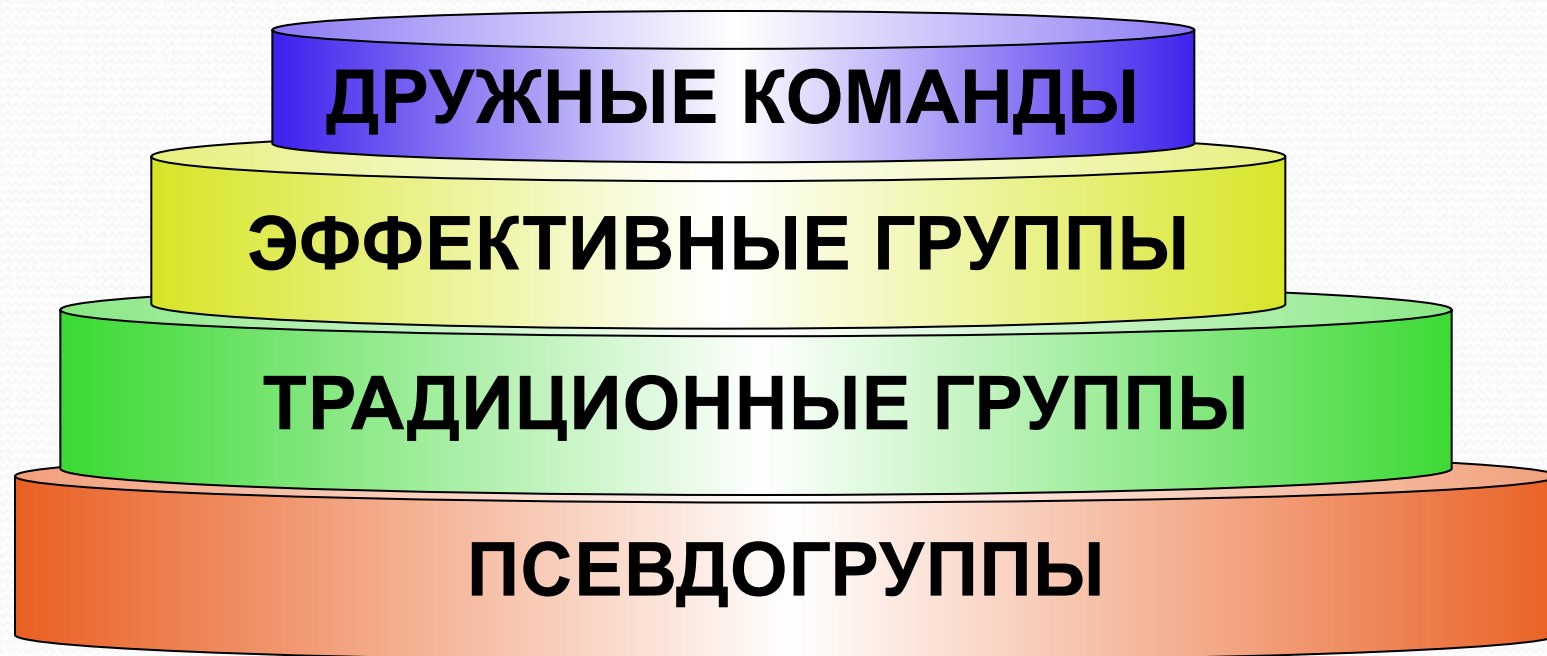 ДРУЖНЫЕ КОМАНДЫ
ЭФФЕКТИВНЫЕ ГРУППЫ
ТРАДИЦИОННЫЕ ГРУППЫ
ПСЕВДОГРУППЫ